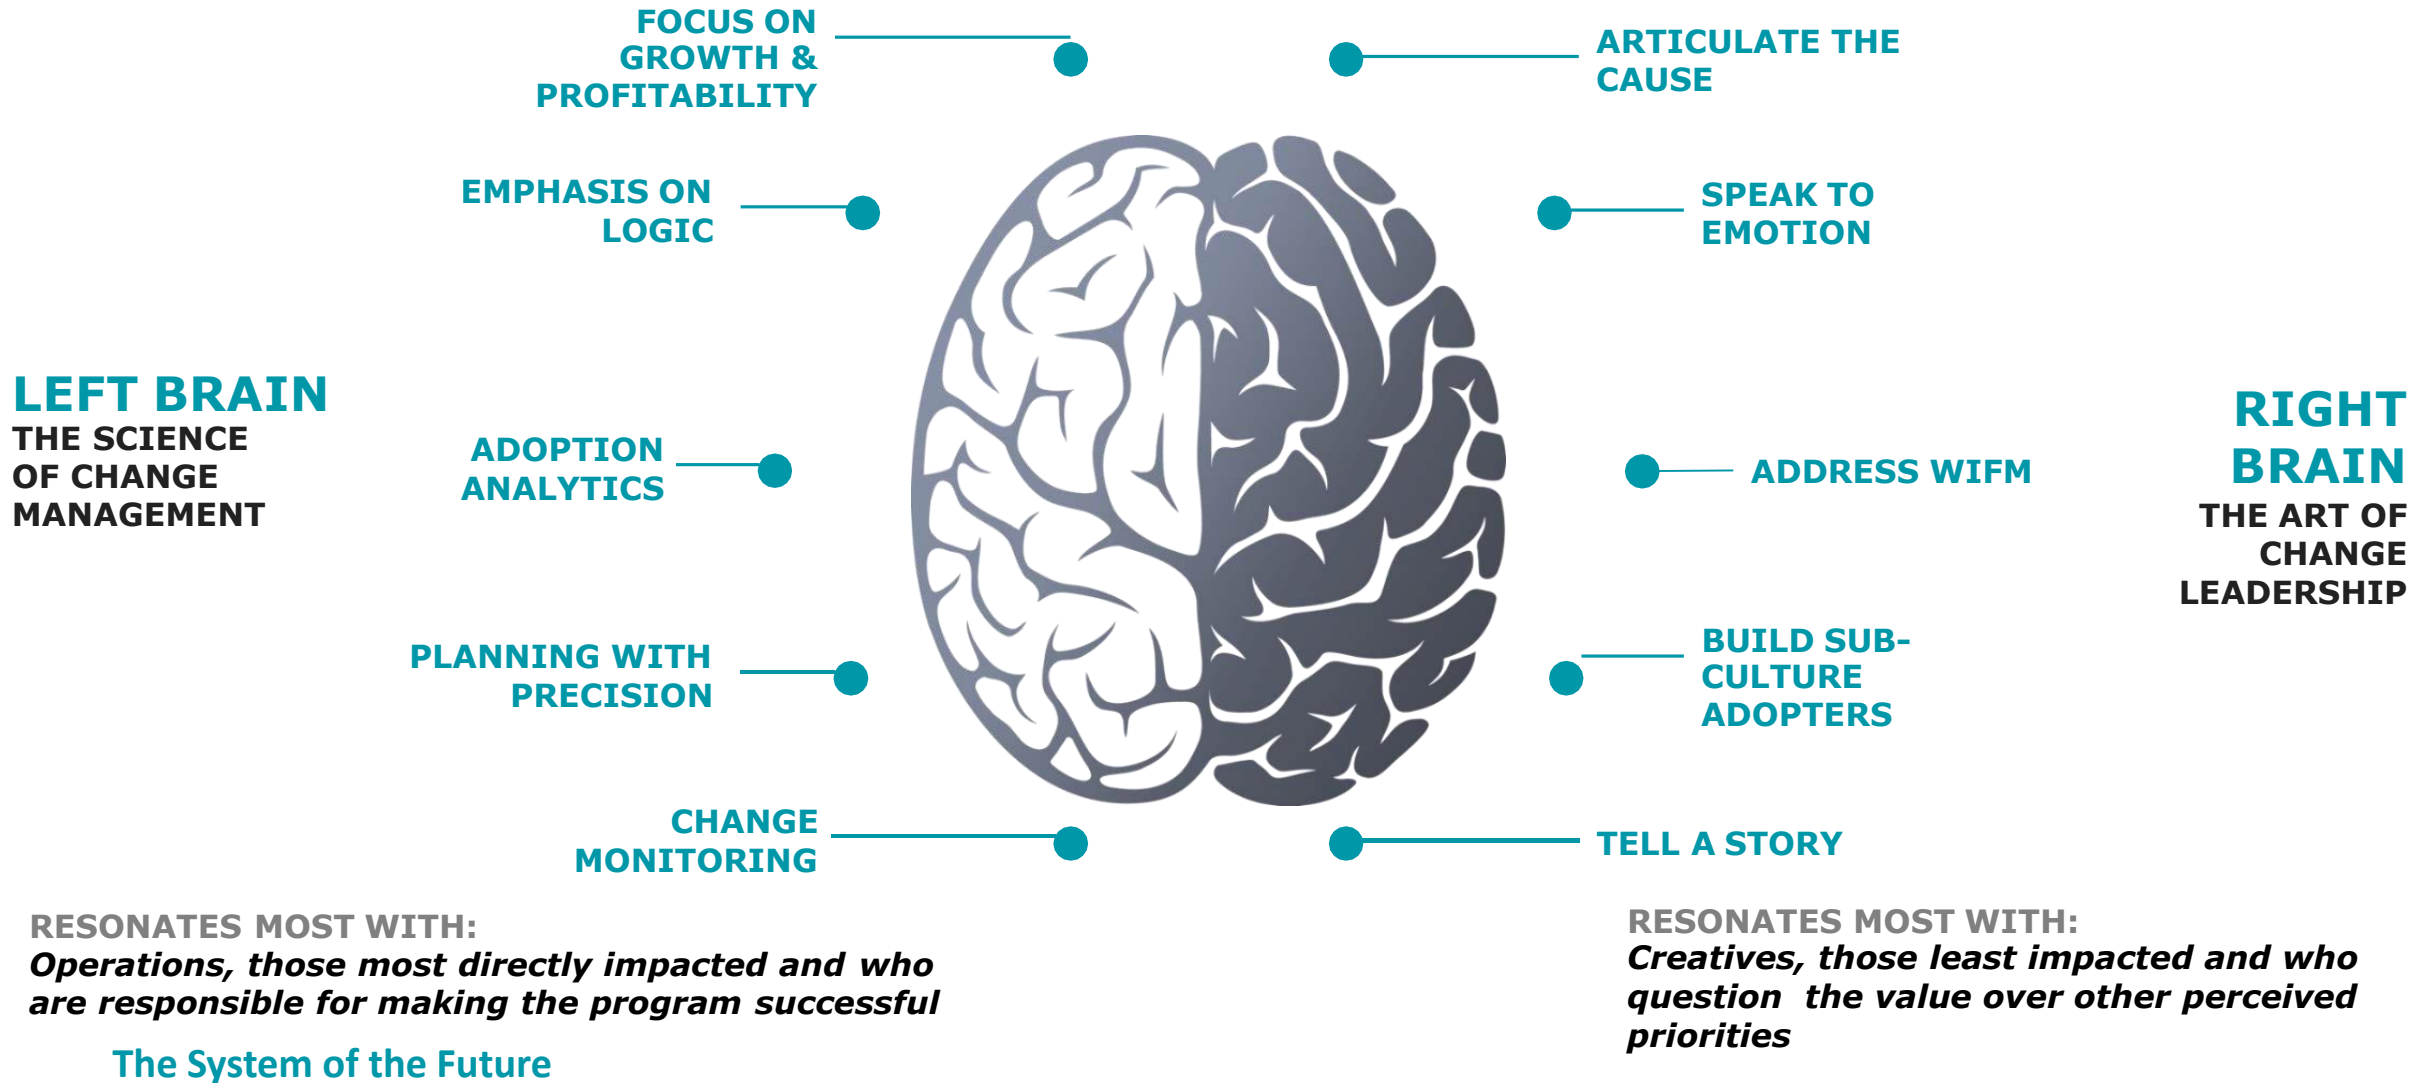 FOCUS ON
GROWTH &
PROFITABILITY
ARTICULATE THE
CAUSE
EMPHASIS ON
LOGIC
SPEAK TO
EMOTION
LEFT BRAIN
THE SCIENCE
OF CHANGE
MANAGEMENT
ADOPTION
ANALYTICS
ADDRESS WIFM
RIGHT
BRAIN
THE ART OF
CHANGE
LEADERSHIP
PLANNING WITH
PRECISION
BUILD SUB-
CULTURE
ADOPTERS
CHANGE
MONITORING
TELL A STORY
RESONATES MOST WITH:
Operations, those most directly impacted and who
are responsible for making the program successful
RESONATES MOST WITH:
Creatives, those least impacted and who
question the value over other perceived
priorities
The System of the Future